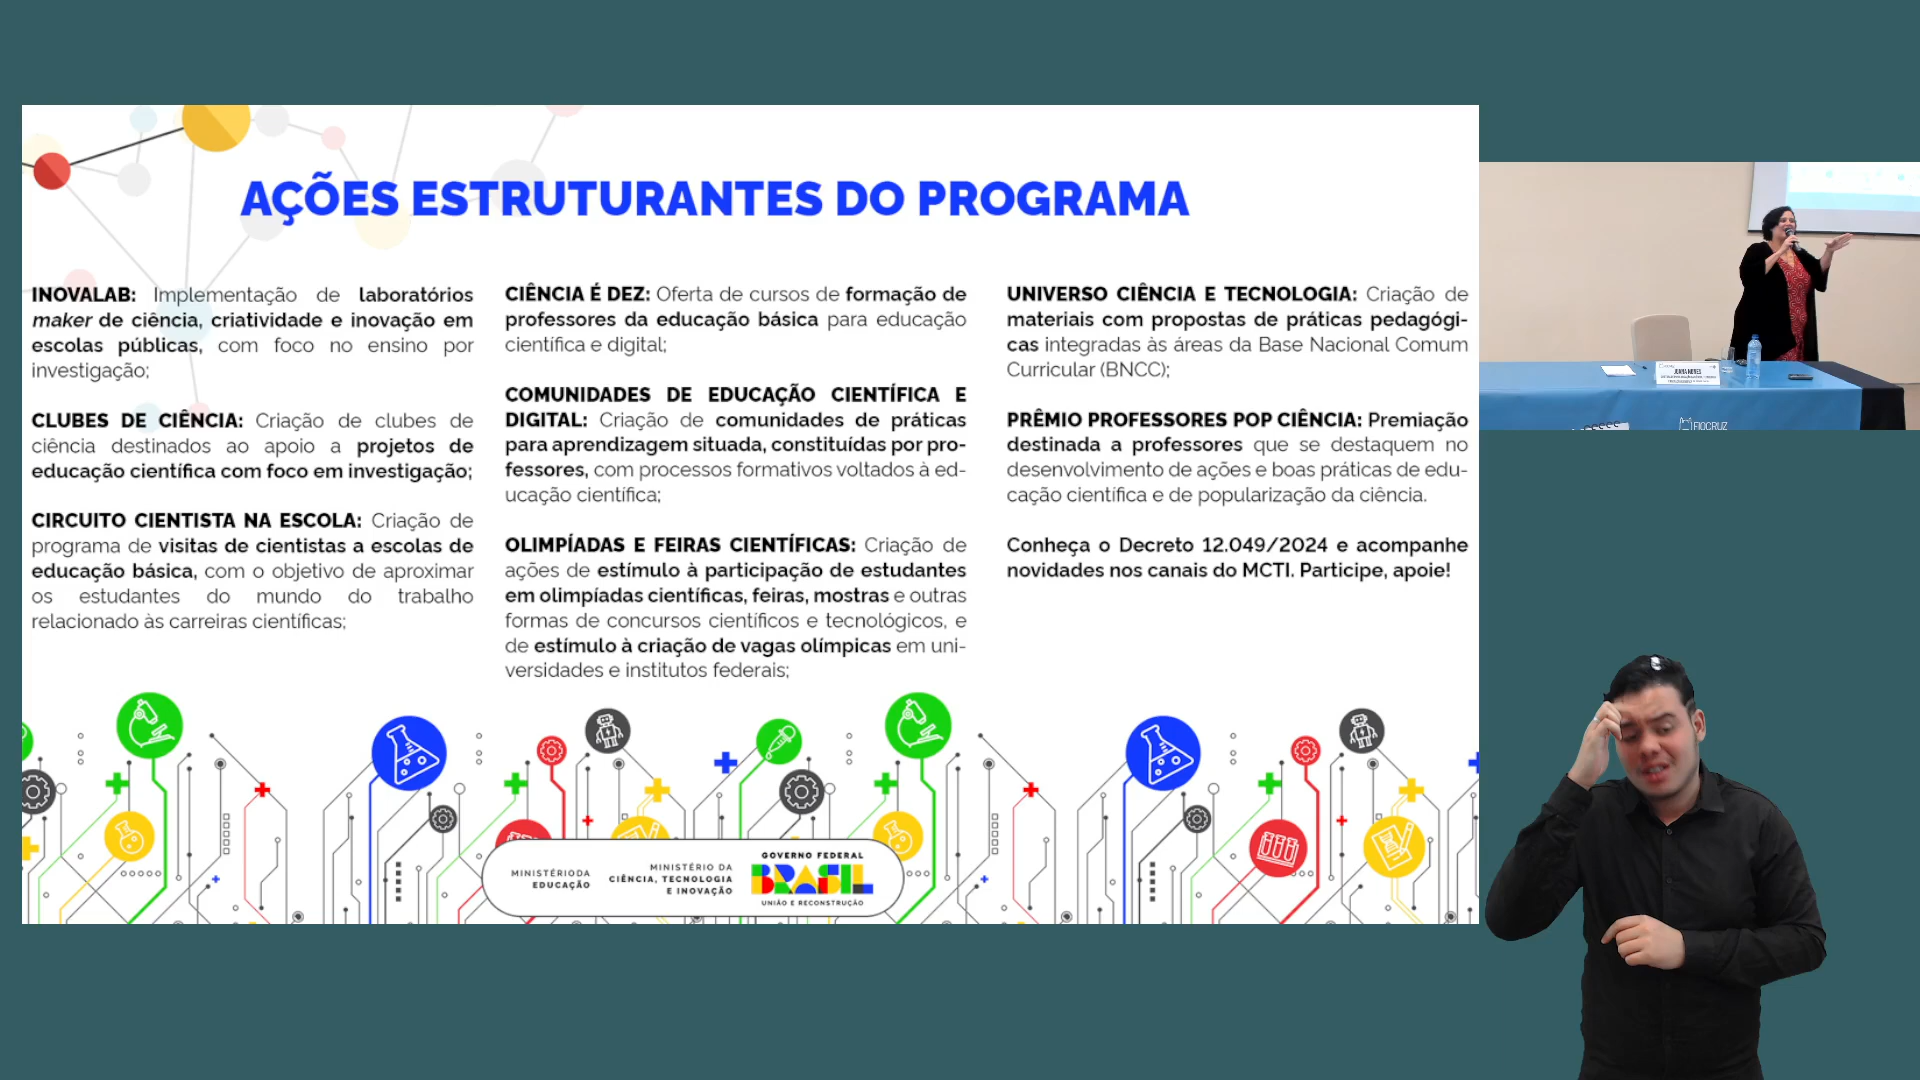 AÇÕES ESTRUTURANTES DO PROGRAMA
INOVALAB: Implementação de laboratórios
maker de ciência, criatividade e inovação em
escolas públicas, com foco no ensino por
investigação;
CLUBES DE CIÊNCIA: Criação de clubes de
ciência destinados ao apoio a projetos de
educação científica com foco em investigação;
CIRCUITO CIENTISTA NA ESCOLA: Criação de
programa de visitas de cientistas a escolas de
educação básica, com o objetivo de aproximar
os estudantes do mundo do trabalho
relacionado às carreiras científicas;
CIÊNCIA É DEZ: Oferta de cursos de formação de
professores da educação básica para educação
científica e digital;
COMUNIDADES DE EDUCAÇÃO CIENTÍFICA E
DIGITAL: Criação de comunidades de práticas
para aprendizagem situada, constituídas por pro-
fessores, com processos formativos voltados à ed-
ucação científica;
OLIMPÍADAS E FEIRAS CIENTÍFICAS: Criação de
ações de estímulo à participação de estudantes
em olimpíadas científicas, feiras, mostras e outras
formas de concursos científicos e tecnológicos, e
de estímulo à criação de vagas olímpicas em uni-
versidades e institutos federais;
UNIVERSO CIÊNCIA E TECNOLOGIA: Criação de
materiais com propostas de práticas pedagógi-
cas integradas às áreas da Base Nacional Comum
Curricular (BNCC);
PRÊMIO PROFESSORES POP CIÊNCIA: Premiação
destinada a professores que se destaquem no
desenvolvimento de ações e boas práticas de edu-
cação científica e de popularização da ciência.
Conheça o Decreto 12.049/2024 e acompanhe
novidades nos canais do MCTI. Participe, apoie!
MINISTÉRIO DA
EDUCAÇÃO
MINISTÉRIO DA
CIÊNCIA, TECNOLOGIA
E INOVAÇÃO
GOVERNO FEDERAL
BRASIL
UNIÃO E RECONSTRUÇÃO
JUANA NUNES
FIOCRUZ